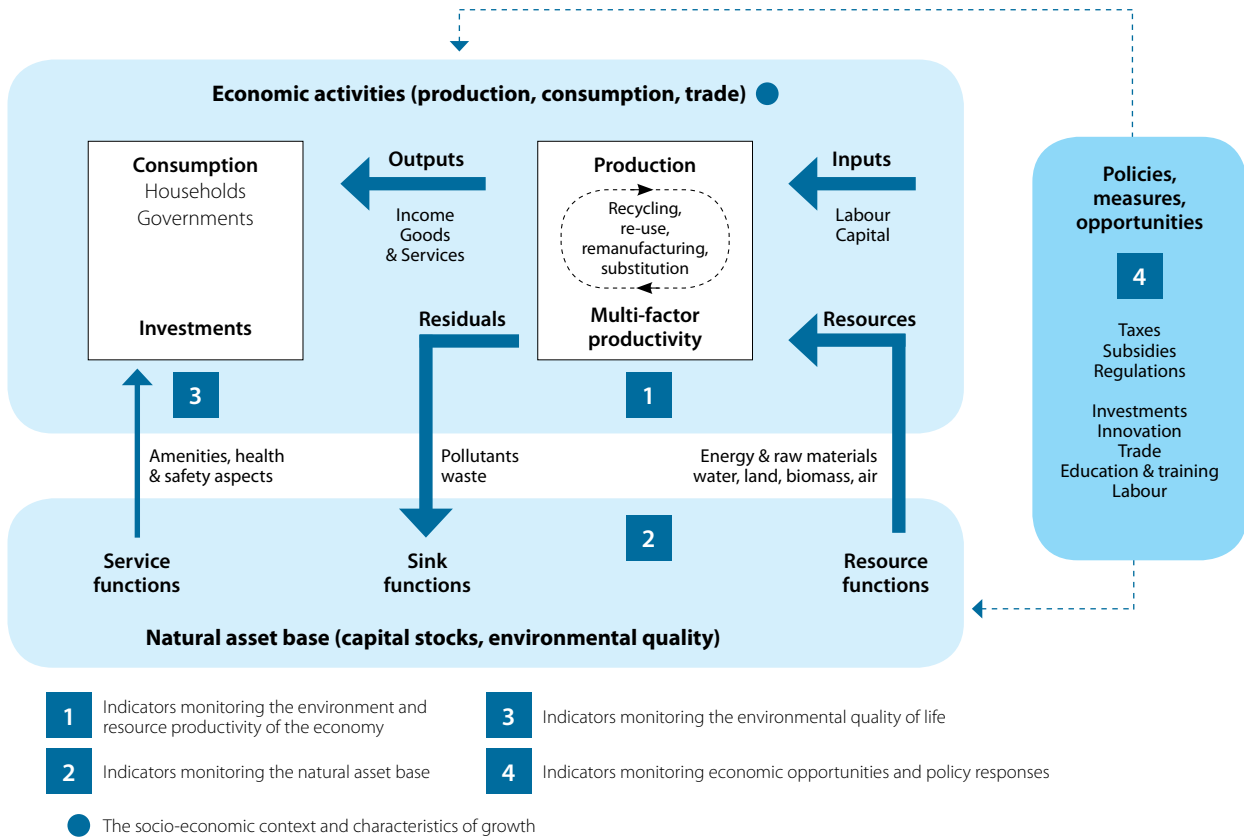 Economic activities (production, consumption, trade)
Consumption
Households
Governments
Investments
3
Outputs
Income
Goods
& Services
Residuals
Production
Recycling,
re-use,
remanufacturing,
substitution
Multi-factor
productivity
1
Inputs
Labour
Capital
Resources
Policies,
measures,
opportunities
4
Taxes
Subsidies
Regulations
Investments
Innovation
Trade
Education & training
Labour
Amenities, health
& safety aspects
Pollutants
waste
Energy & raw materials
water, land, biomass, air
2
Service
functions
Sink
functions
Resource
functions
Natural asset base (capital stocks, environmental quality)
1
Indicators monitoring the environment and
resource productivity of the economy
2
Indicators monitoring the natural asset base
3
Indicators monitoring the environmental quality of life
4
Indicators monitoring economic opportunities and policy responses
The socio-economic context and characteristics of growth